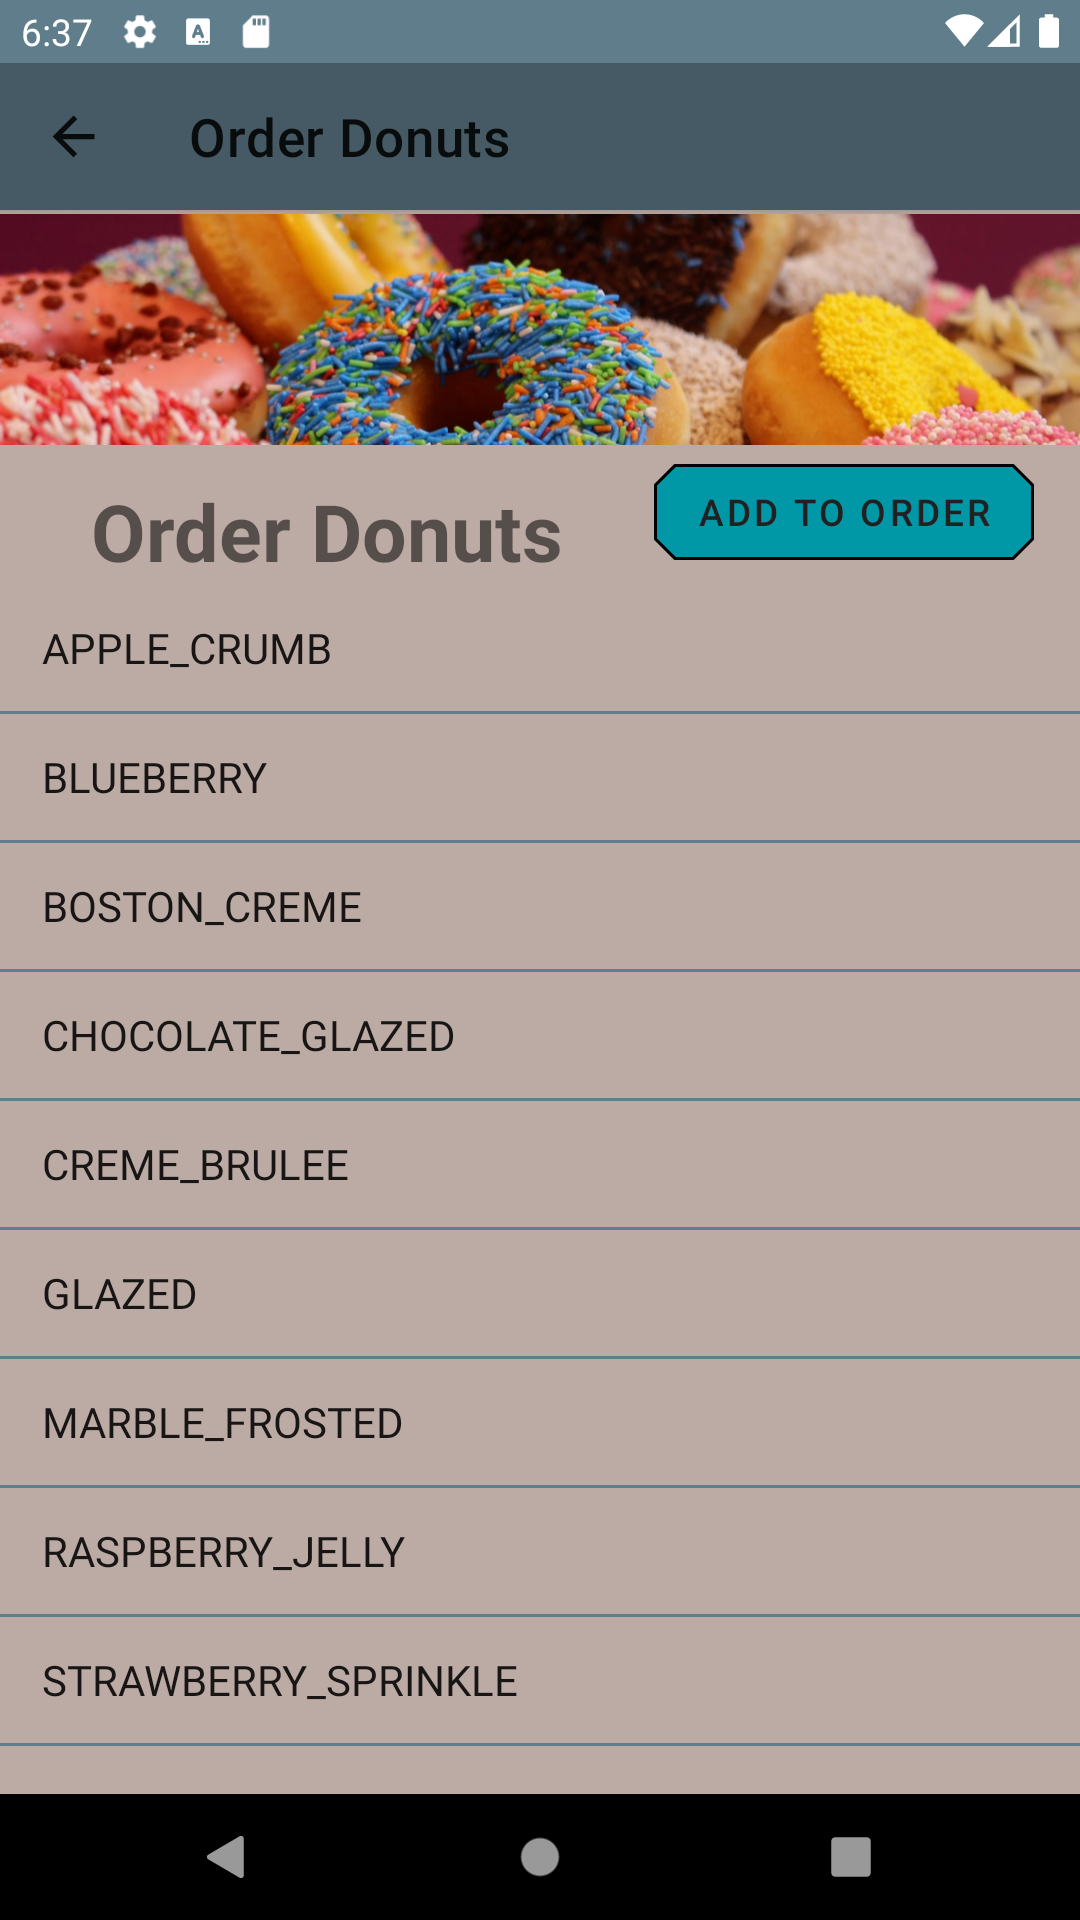 6:37
Order Donuts
Order Donuts
ADD TO ORDER
APPLE_CRUMB
BLUEBERRY
BOSTON_CREME
CHOCOLATE_GLAZED
CREME_BRULEE
GLAZED
MARBLE_FROSTED
RASPBERRY_JELLY
STRAWBERRY_SPRINKLE